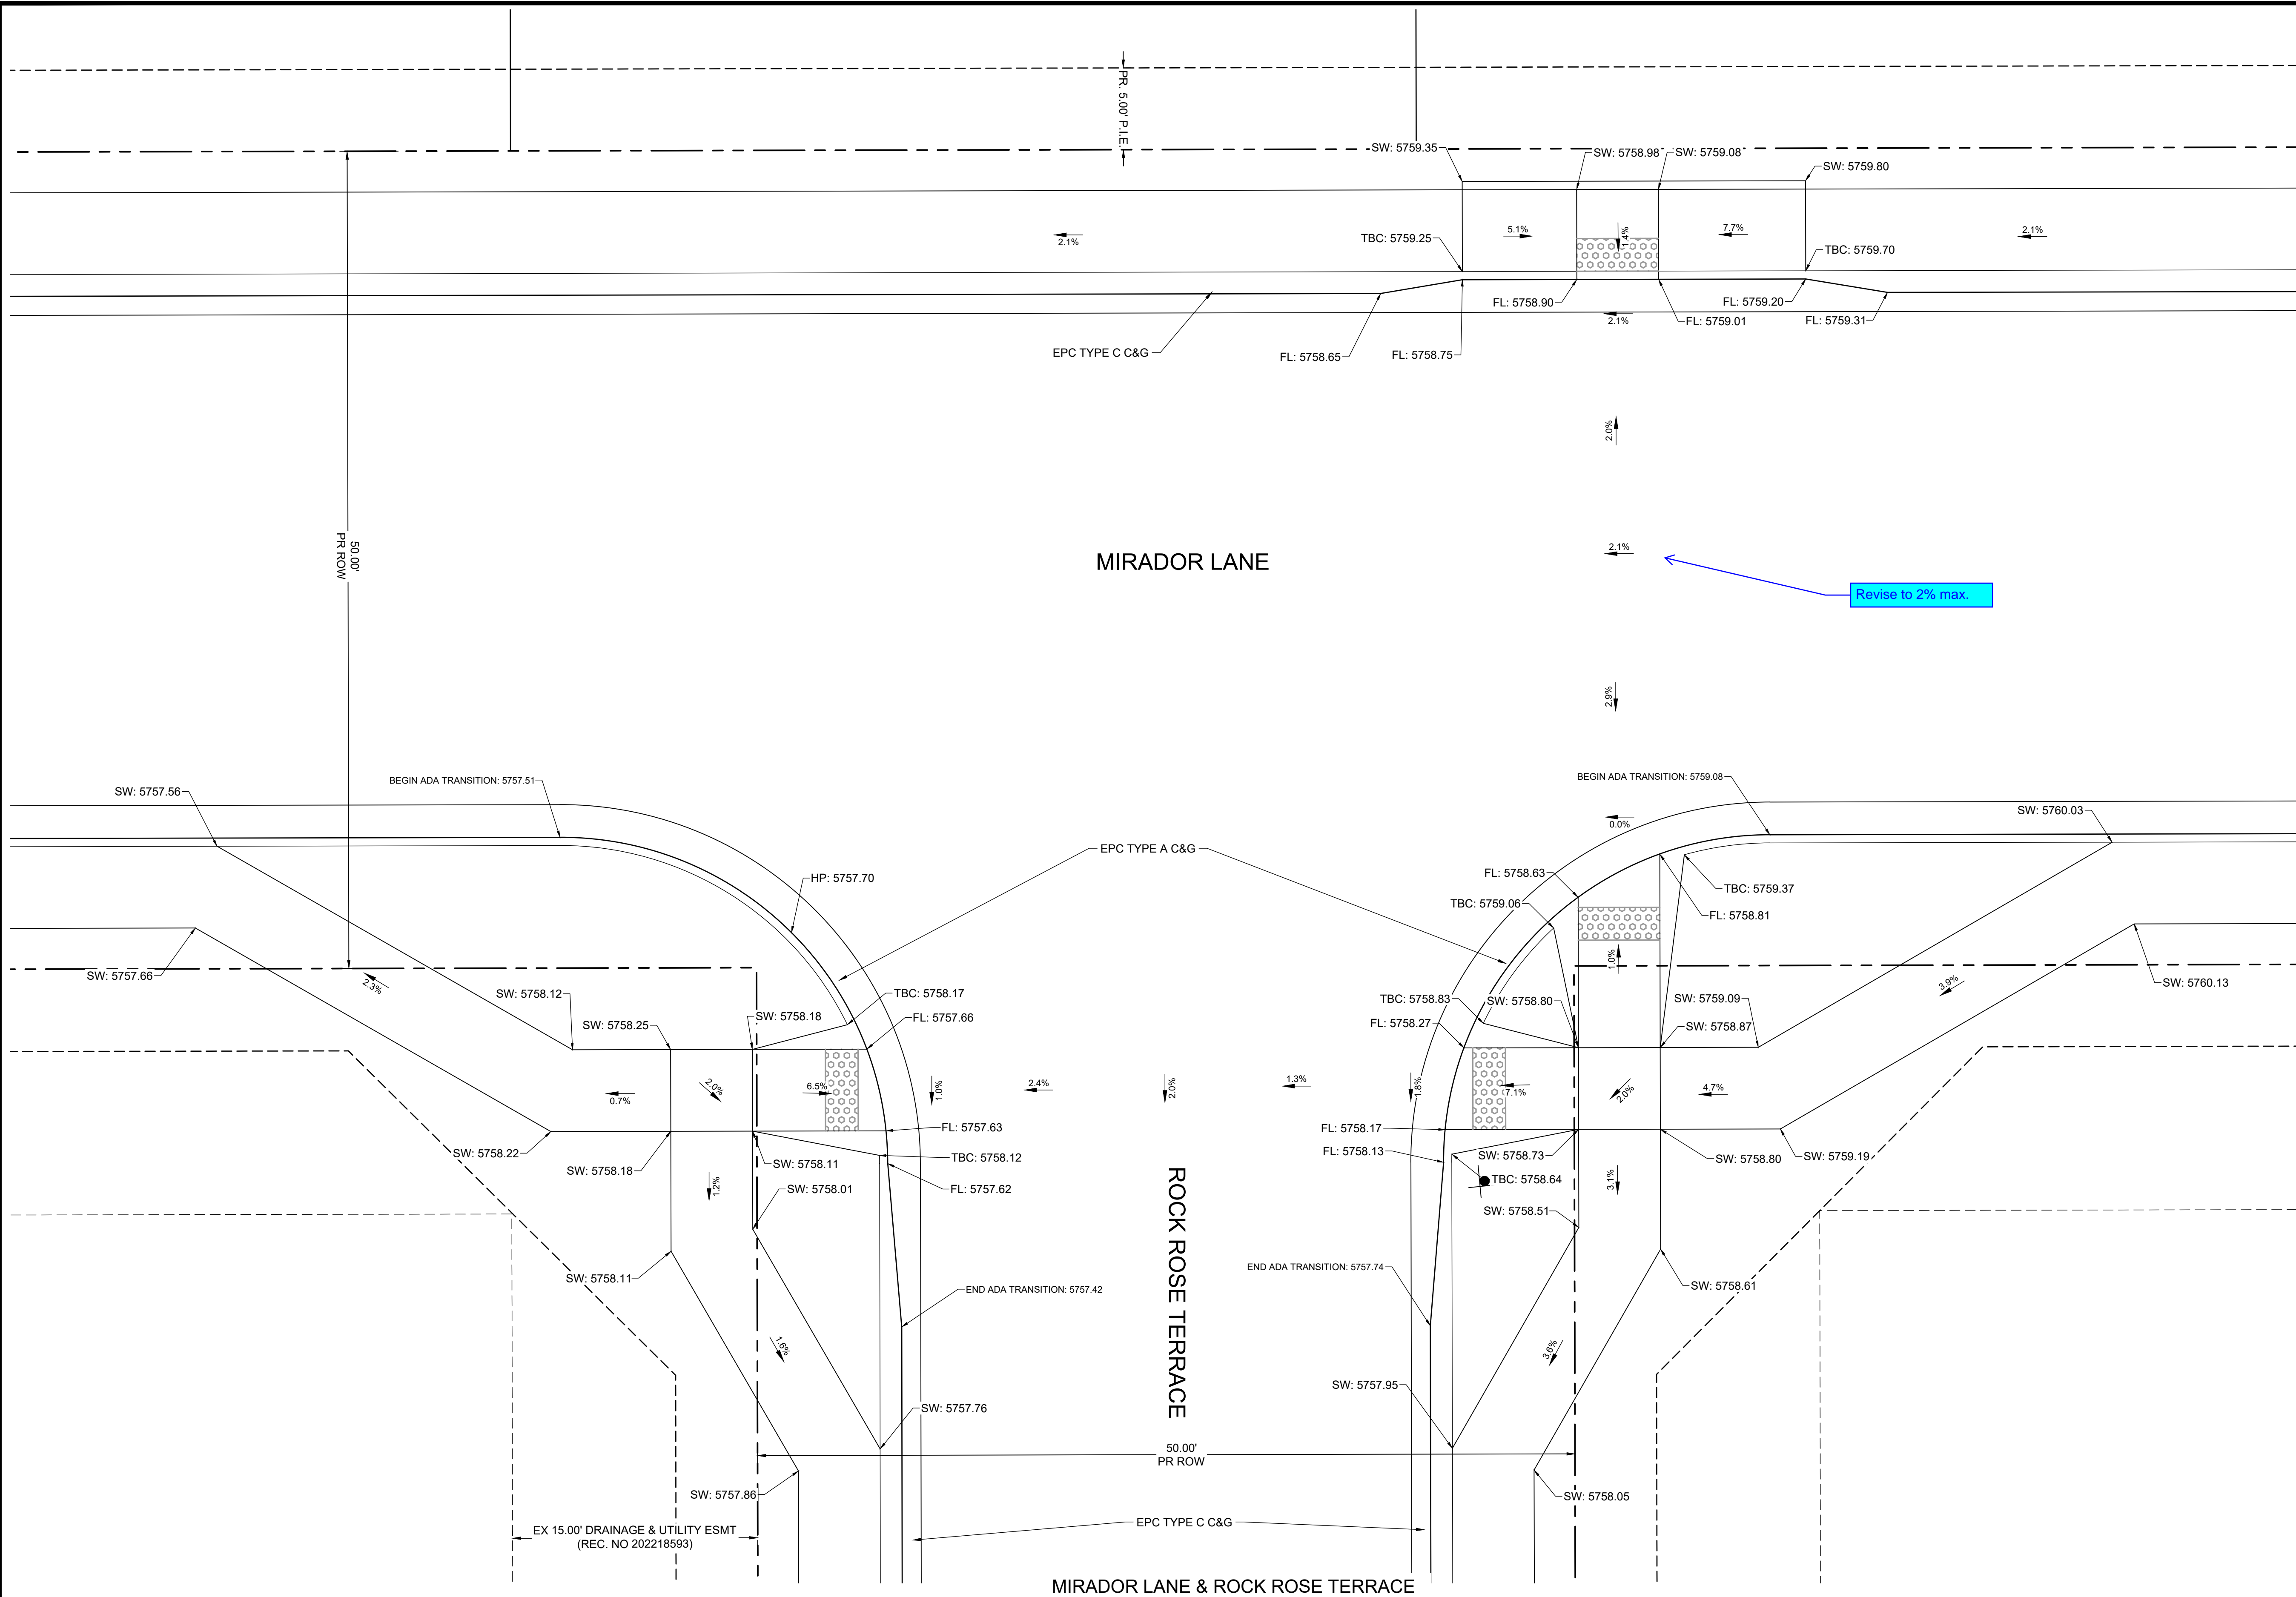 PR. 5.00' P.I.E.
SW: 5759.35
SW: 5758.98
SW: 5759.08
SW: 5759.80
2.1%
TBC: 5759.25
5.1%
1.4%
7.7%
2.1%
TBC: 5759.70
FL: 5758.90
2.1%
FL: 5759.01
FL: 5759.20
FL: 5759.31
EPC TYPE C C&G
FL: 5758.65
FL: 5758.75
2.0%
50.00'
PR ROW
MIRADOR LANE
2.1%
Revise to 2% max.
2.9%
SW: 5757.56
BEGIN ADA TRANSITION: 5757.51
BEGIN ADA TRANSITION: 5759.08
0.0%
SW: 5760.03
EPC TYPE A C&G
HP: 5757.70
FL: 5758.63
TBC: 5759.06
TBC: 5759.37
FL: 5758.81
SW: 5757.66
2.3%
1.0%
3.9%
SW: 5760.13
SW: 5758.12
SW: 5758.25
SW: 5758.18
TBC: 5758.17
FL: 5757.66
TBC: 5758.83
SW: 5758.80
SW: 5759.09
FL: 5758.27
SW: 5758.87
0.7%
2.0%
6.5%
1.0%
2.4%
2.0%
1.3%
1.8%
7.1%
2.0%
4.7%
FL: 5757.63
FL: 5758.17
SW: 5758.22
SW: 5758.18
SW: 5758.11
TBC: 5758.12
FL: 5758.13
SW: 5758.73
SW: 5758.80
SW: 5759.19
1.2%
SW: 5758.01
FL: 5757.62
TBC: 5758.64
3.1%
SW: 5758.51
ROCK ROSE TERRACE
SW: 5758.11
END ADA TRANSITION: 5757.42
END ADA TRANSITION: 5757.74
SW: 5758.61
1.6%
3.6%
SW: 5757.76
SW: 5757.95
50.00'
PR ROW
SW: 5757.86
SW: 5758.05
EX 15.00' DRAINAGE & UTILITY ESMT
(REC. NO 202218593)
EPC TYPE C C&G
MIRADOR LANE & ROCK ROSE TERRACE